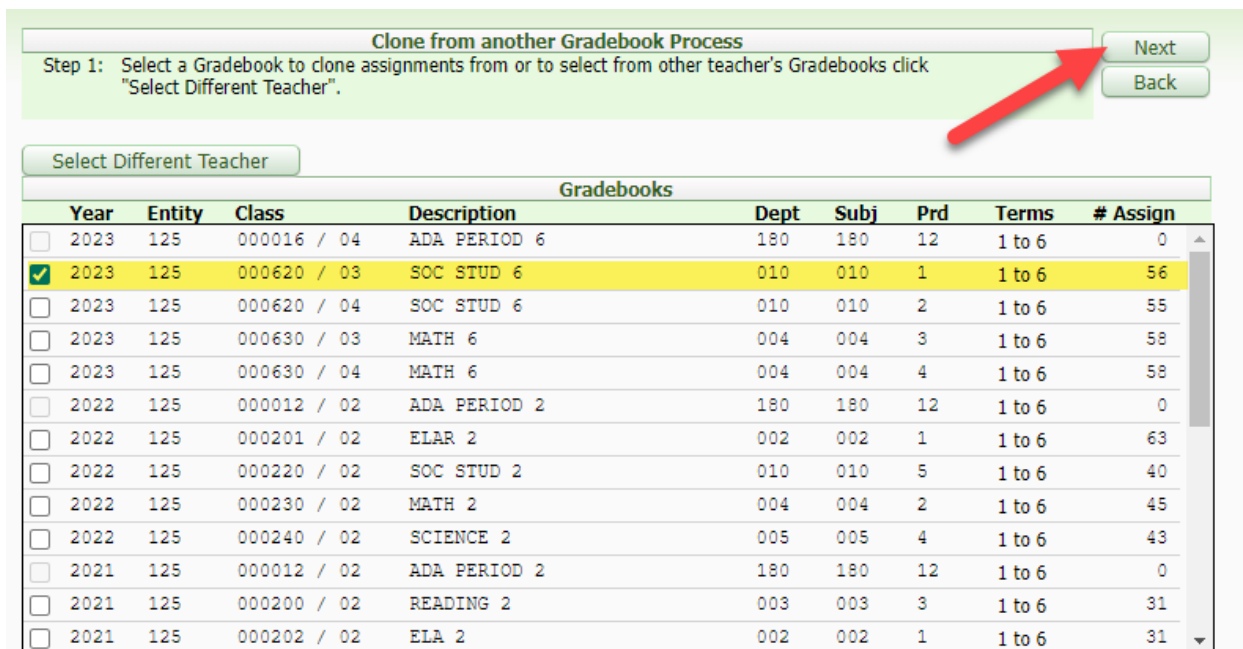 Clone from another Gradebook Process
Next
Step 1: Select a Gradebook to clone assignments from or to select from other teacher's Gradebooks click
"Select Different Teacher".
Back
Select Different Teacher
Gradebooks
Year Entity Class Description Dept Subj Prd Terms # Assign
2023 125 000016 / 04 ADA PERIOD 6 180 180 12 1 to 6 0
2023 125 000620 / 03 SOC STUD 6 010 010 1 1 to 6 56
2023 125 000620 / 04 SOC STUD 6 010 010 2 1 to 6 55
2023 125 000630 / 03 MATH 6 004 004 3 1 to 6 58
2023 125 000630 / 04 MATH 6 004 004 4 1 to 6 58
2022 125 000012 / 02 ADA PERIOD 2 180 180 12 1 to 6 0
2022 125 000201 / 02 ELAR 2 002 002 1 1 to 6 63
2022 125 000220 / 02 SOC STUD 2 010 010 5 1 to 6 40
2022 125 000230 / 02 MATH 2 004 004 2 1 to 6 45
2022 125 000240 / 02 SCIENCE 2 005 005 4 1 to 6 43
2021 125 000012 / 02 ADA PERIOD 2 180 180 12 1 to 6 0
2021 125 000200 / 02 READING 2 003 003 3 1 to 6 31
2021 125 000202 / 02 ELA 2 002 002 1 1 to 6 31